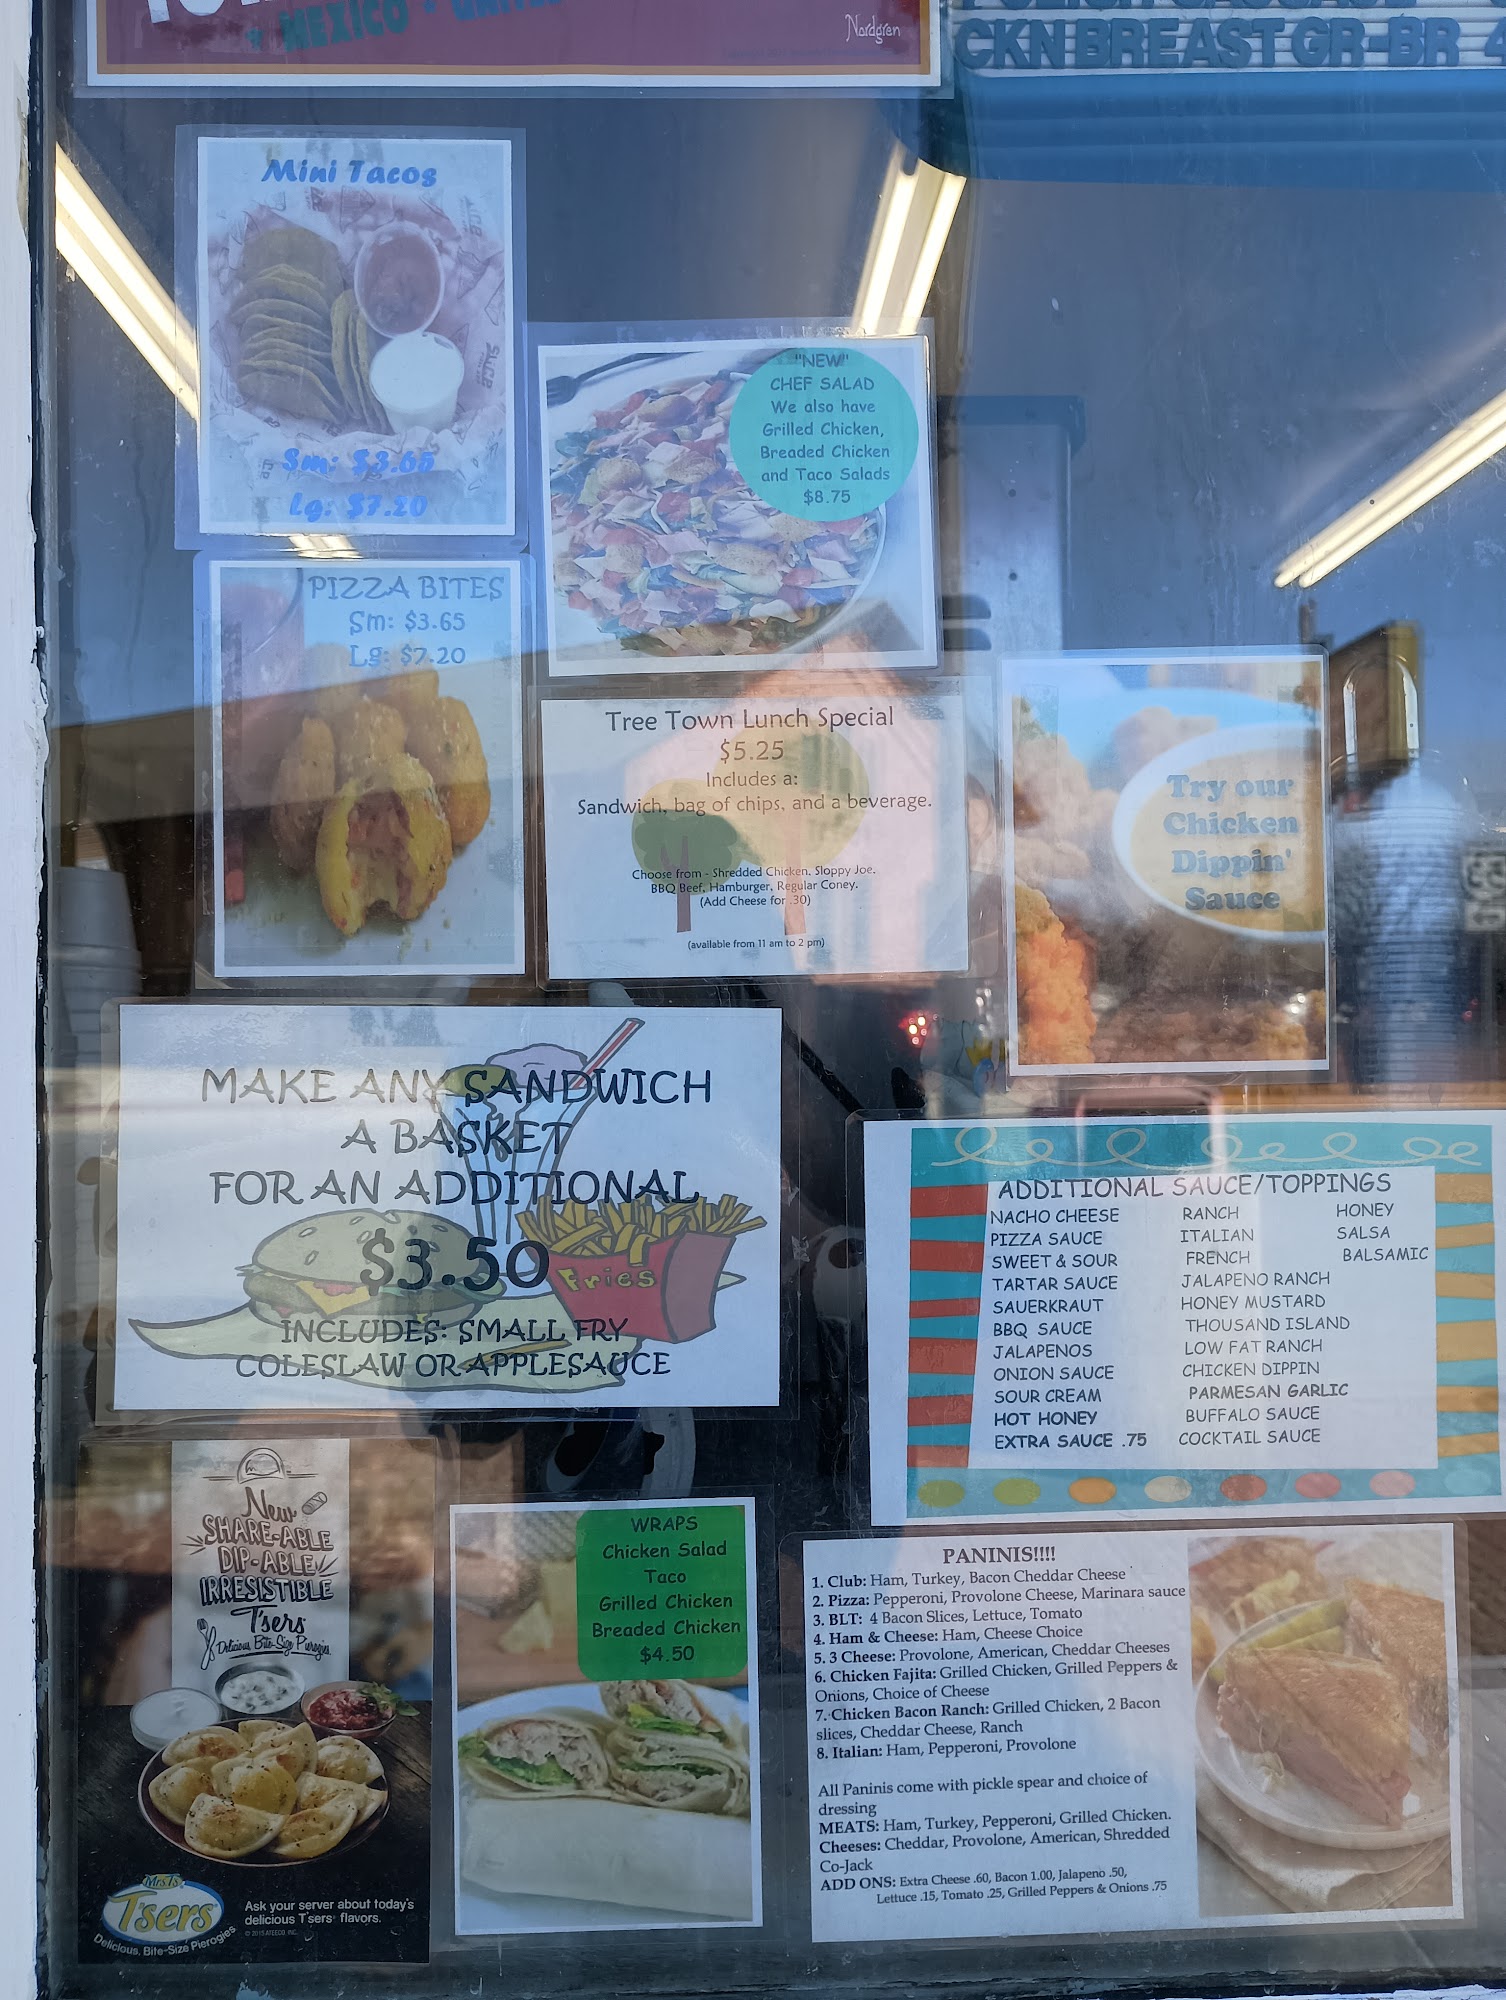 MEXICO
Nordgren
CKN BREAST GR-BR 4
Mini Tacos
Sm: $3.65
Lg: $7.20
"NEW"
CHEF SALAD
We also have
Grilled Chicken,
Breaded Chicken
and Taco Salads
$8.75
PIZZA BITES
Sm: $3.65
Lg: $7.20
Tree Town Lunch Special
$5.25
Includes a:
Sandwich, bag of chips, and a beverage.
Choose from - Shredded Chicken. Sloppy Joe.
BBQ Beef, Hamburger, Regular Coney.
(Add Cheese for .30)
(available from 11 am to 2 pm)
Try our
Chicken
Dippin'
Sauce
MAKE ANY SANDWICH
A BASKET
FOR AN ADDITIONAL
$3.50
Fries
INCLUDES: SMALL FRY
COLESLAW OR APPLESAUCE
ADDITIONAL SAUCE/TOPPINGS
NACHO CHEESE RANCH HONEY
PIZZA SAUCE ITALIAN SALSA
SWEET & SOUR FRENCH BALSAMIC
TARTAR SAUCE JALAPENO RANCH
SAUERKRAUT HONEY MUSTARD
BBQ SAUCE THOUSAND ISLAND
JALAPENOS LOW FAT RANCH
ONION SAUCE CHICKEN DIPPIN
SOUR CREAM PARMESAN GARLIC
HOT HONEY BUFFALO SAUCE
EXTRA SAUCE .75 COCKTAIL SAUCE
New
SHARE-ABLE
DIP-ABLE
IRRESISTIBLE
T'sers
Delicious Bite-Size Pierogies
Mrs T's
T'sers
Delicious, Bite-Size Pierogies
Ask your server about today's
delicious T'sers flavors.
© 2015 ATEECO, INC.
WRAPS
Chicken Salad
Taco
Grilled Chicken
Breaded Chicken
$4.50
PANINIS!!!!
1. Club: Ham, Turkey, Bacon Cheddar Cheese
2. Pizza: Pepperoni, Provolone Cheese, Marinara sauce
3. BLT: 4 Bacon Slices, Lettuce, Tomato
4. Ham & Cheese: Ham, Cheese Choice
5. 3 Cheese: Provolone, American, Cheddar Cheeses
6. Chicken Fajita: Grilled Chicken, Grilled Peppers &
Onions, Choice of Cheese
7. Chicken Bacon Ranch: Grilled Chicken, 2 Bacon
slices, Cheddar Cheese, Ranch
8. Italian: Ham, Pepperoni, Provolone
All Paninis come with pickle spear and choice of
dressing
MEATS: Ham, Turkey, Pepperoni, Grilled Chicken.
Cheeses: Cheddar, Provolone, American, Shredded
Co-Jack
ADD ONS: Extra Cheese .60, Bacon 1.00, Jalapeno .50,
Lettuce .15, Tomato .25, Grilled Peppers & Onions .75